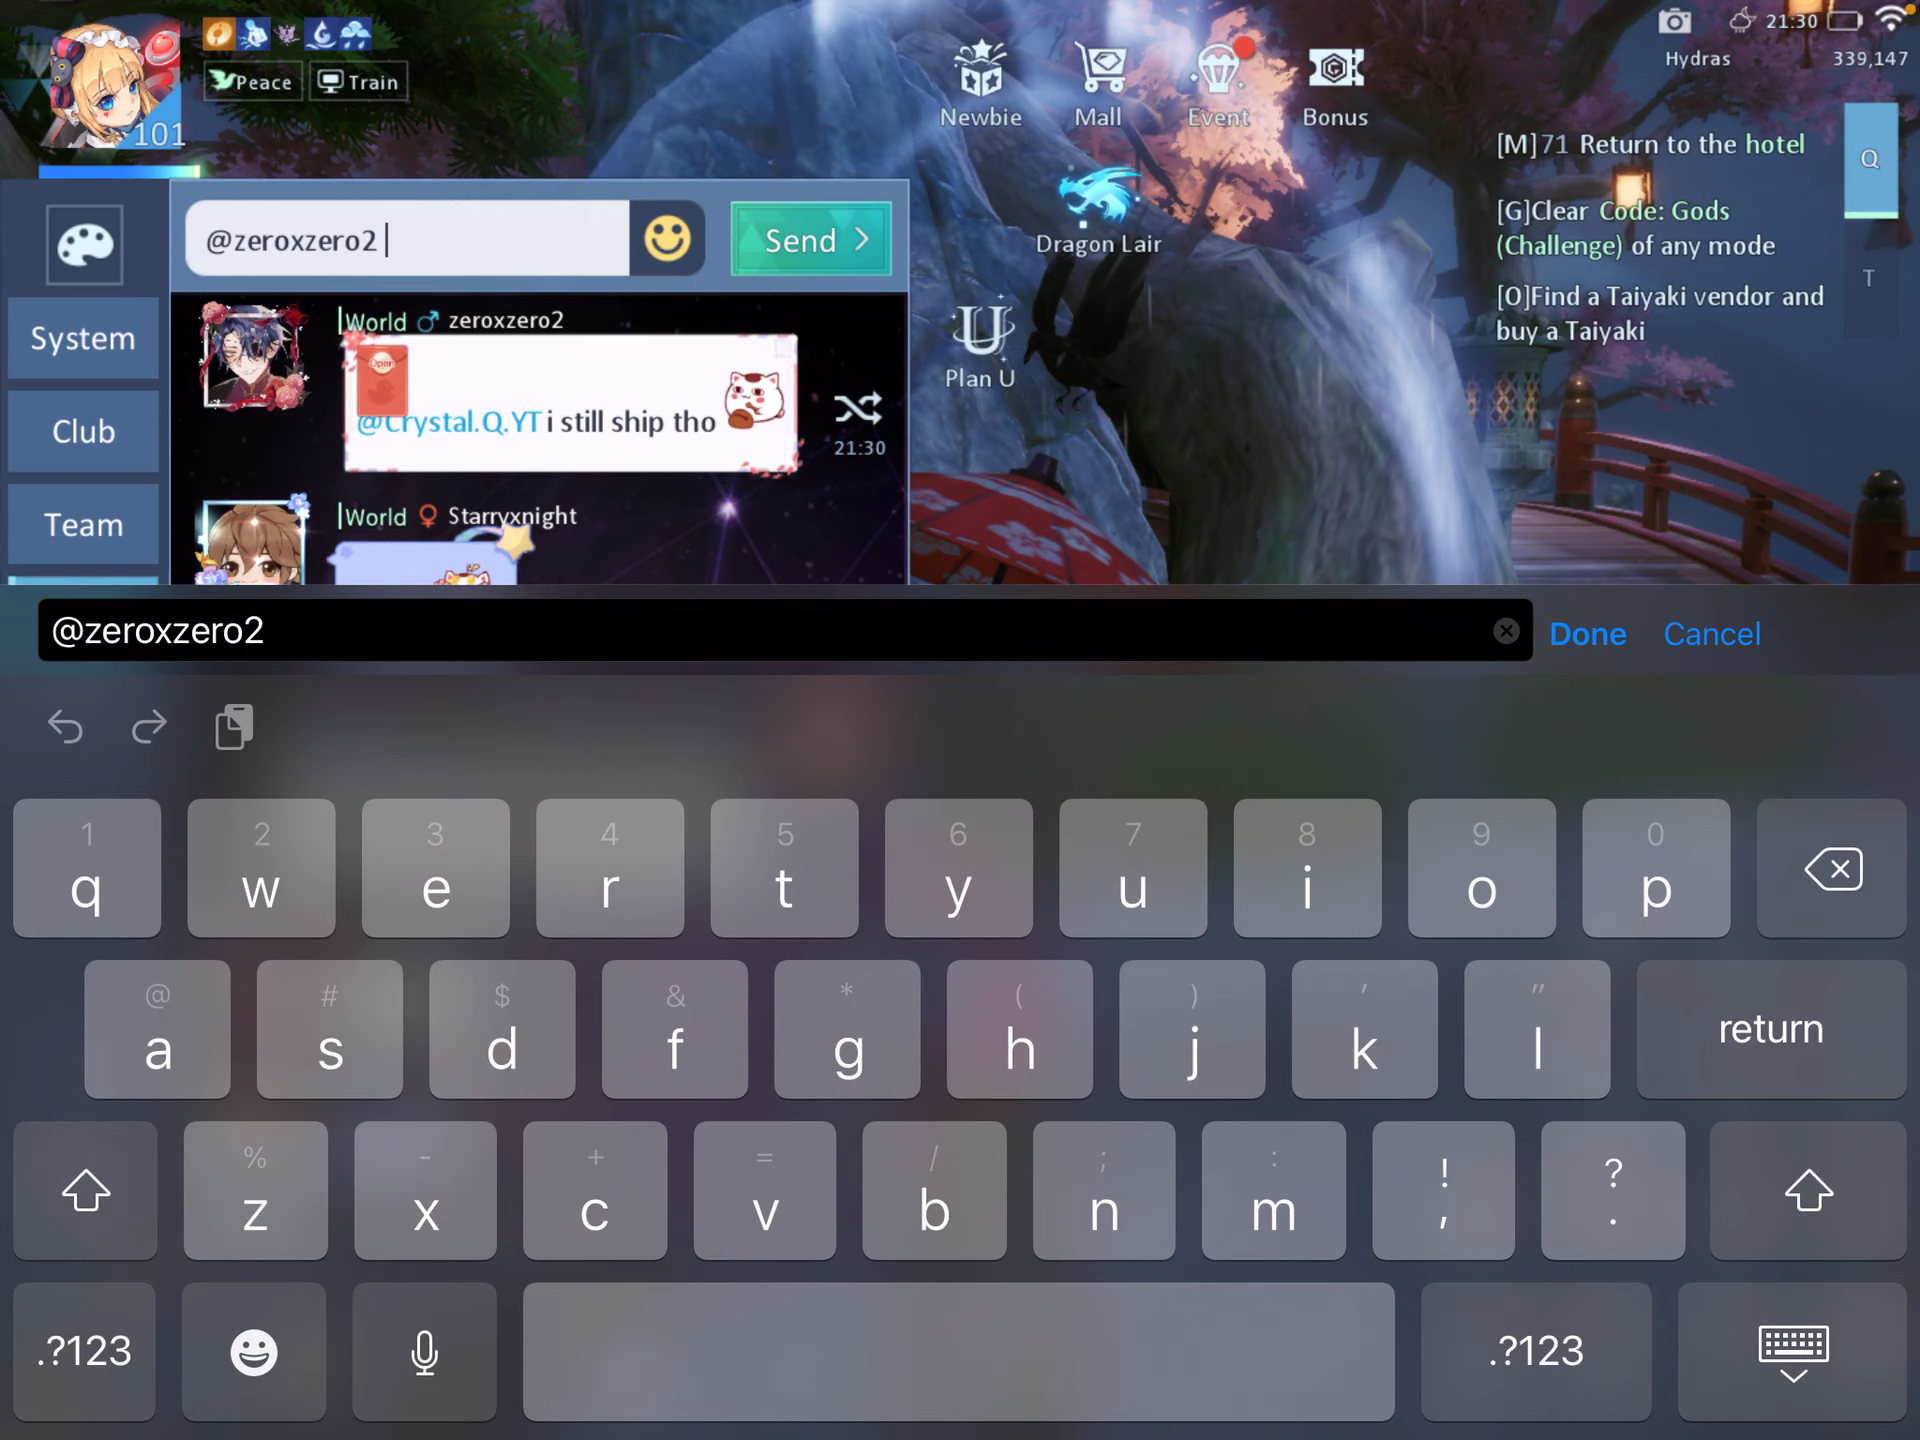 21:30
Hydras 339,147
101
Peace
Train
Newbie
Mall
Event
Bonus
Dragon Lair
Plan U
[M]71 Return to the hotel
[G]Clear Code: Gods
(Challenge) of any mode
[O]Find a Taiyaki vendor and
buy a Taiyaki
Q
T
@zeroxzero2
Send
System
Club
Team
World ♂ zeroxzero2
Open
@Crystal.Q.YT i still ship tho
21:30
World ♀ Starryxnight
@zeroxzero2
Done Cancel
1 2 3 4 5 6 7 8 9 0
q w e r t y u i o p
@ # $ & * ( ) ' "
a s d f g h j k l return
% - + = / ; : ! ?
z x c v b n m , .
.?123 .?123